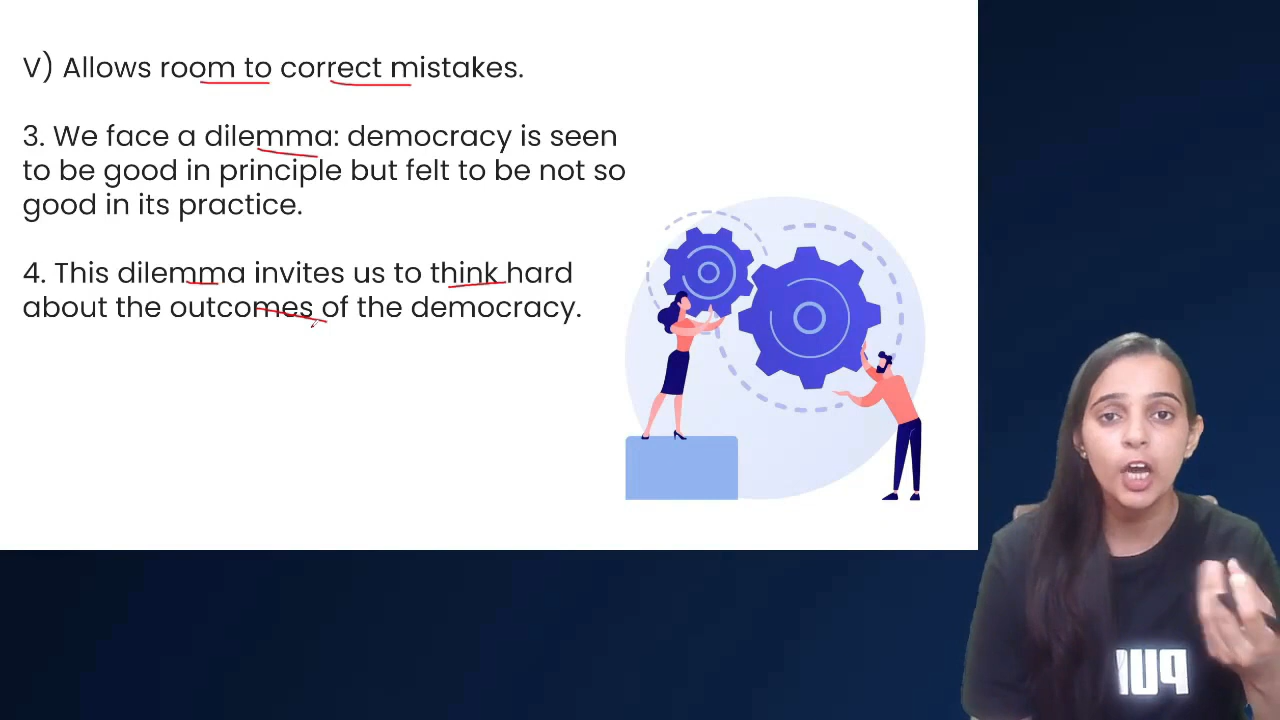 V) Allows room to correct mistakes.
3. We face a dilemma: democracy is seen
to be good in principle but felt to be not so
good in its practice.
4. This dilemma invites us to think hard
about the outcomes of the democracy.